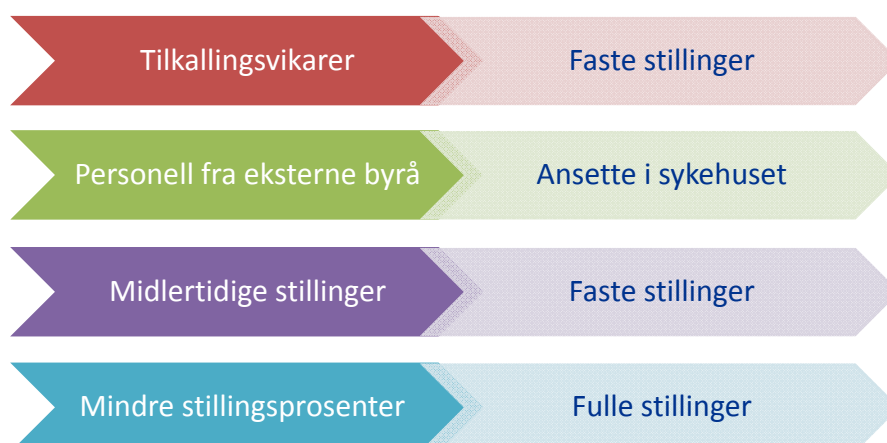 Tilkallingsvikarer
Faste stillinger
Personell fra eksterne byrå
Ansette i sykehuset
Midlertidige stillinger
Faste stillinger
Mindre stillingsprosenter
Fulle stillinger